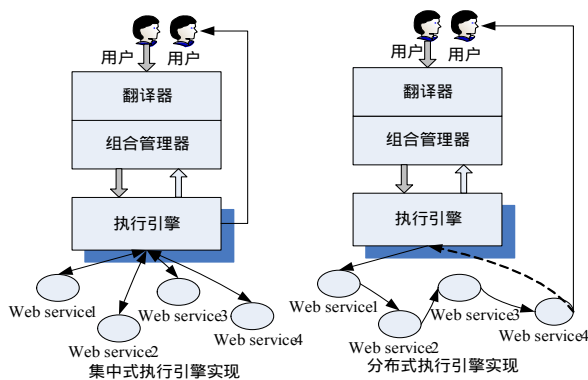 用户 用户
翻译器
组合管理器
执行引擎
Web service1
Web service2
Web service3
Web service4
集中式执行引擎实现
用户 用户
翻译器
组合管理器
执行引擎
Web service1
Web service2
Web service3
Web service4
分布式执行引擎实现